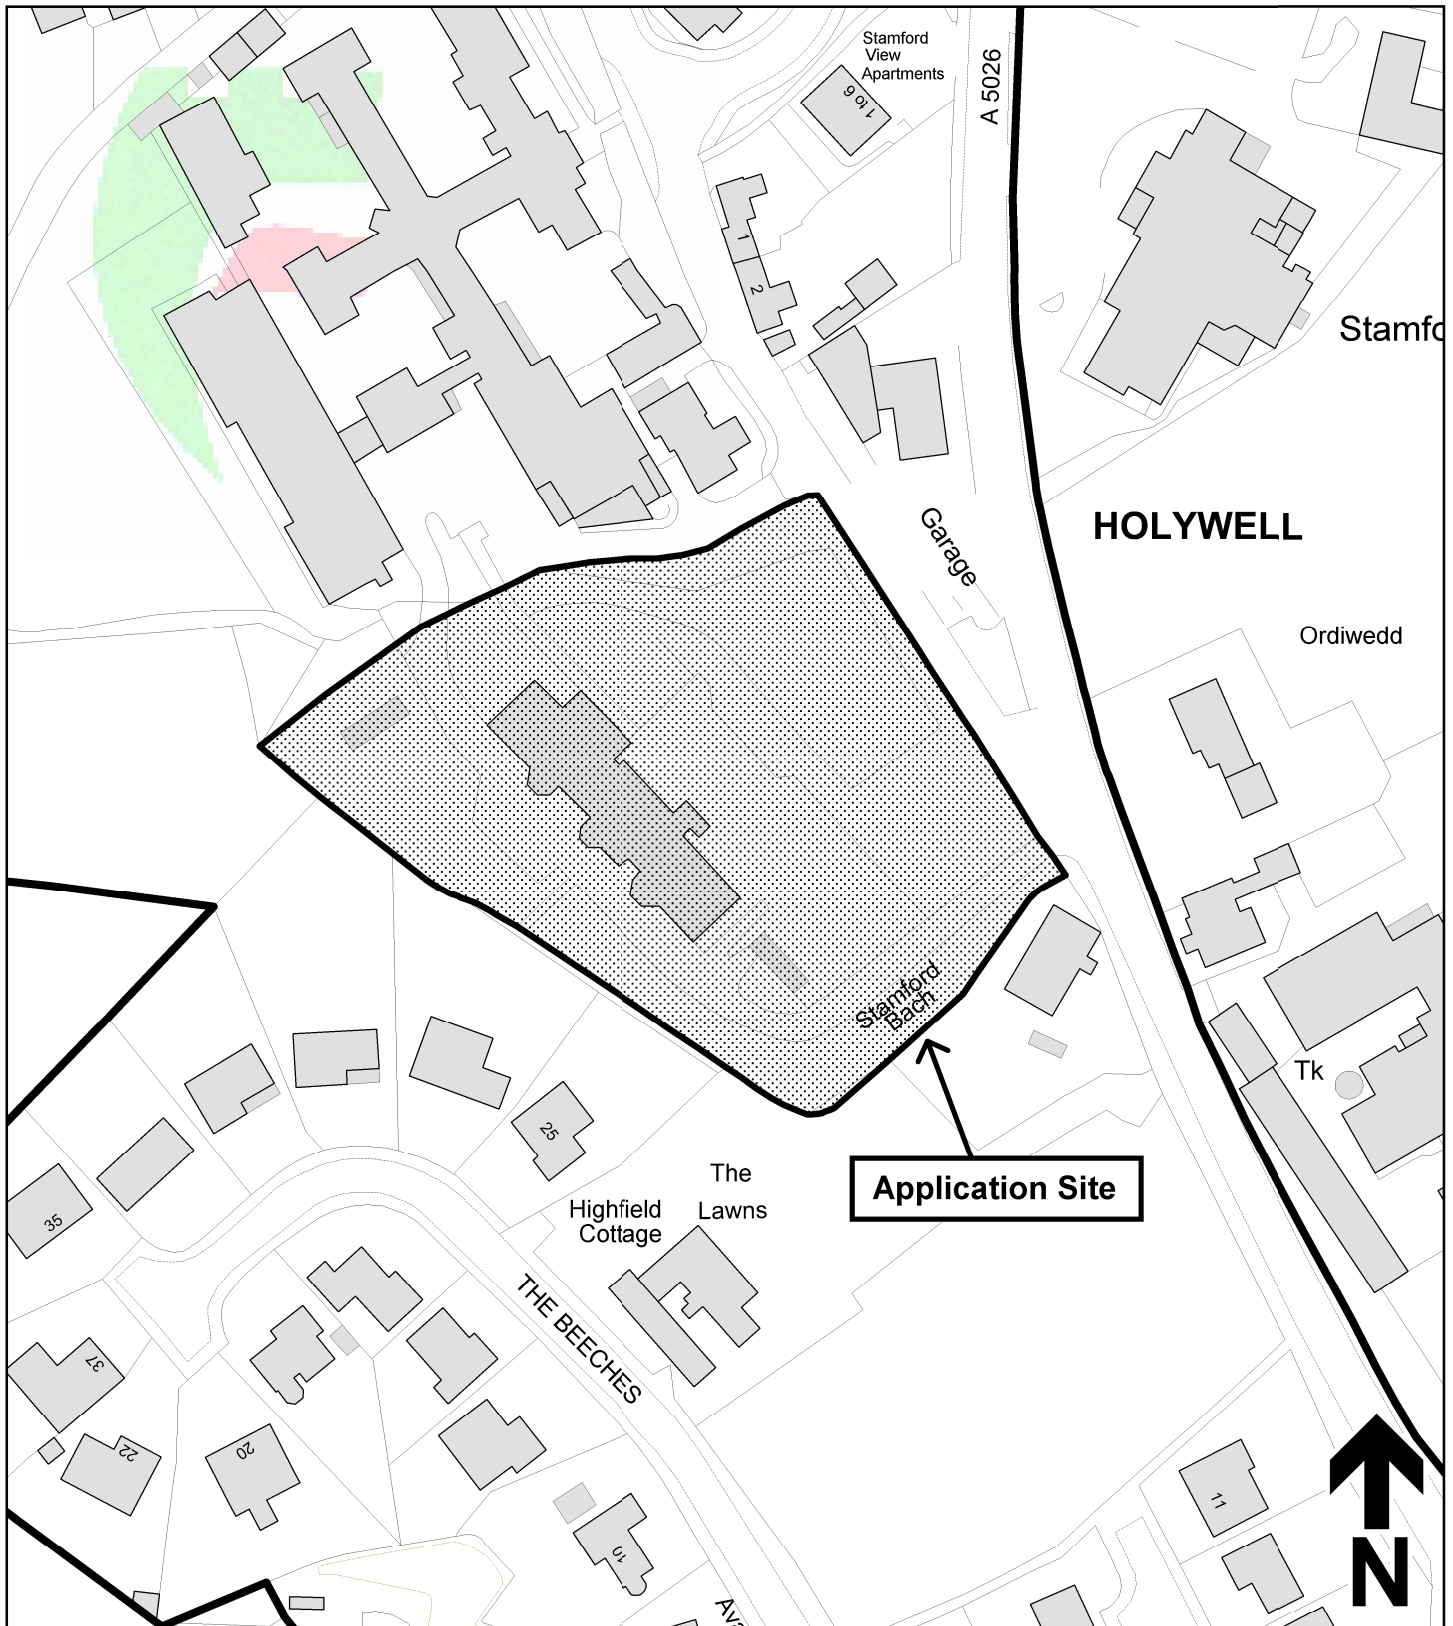 Stamford
View
Apartments
1 to 6
A 5026
1
2
Stamfo
HOLYWELL
Garage
Ordiwedd
Stamford
Bach
Tk
Application Site
25
The
Lawns
Highfield
Cottage
35
THE BEECHES
37
22
20
10
11
Ava
N